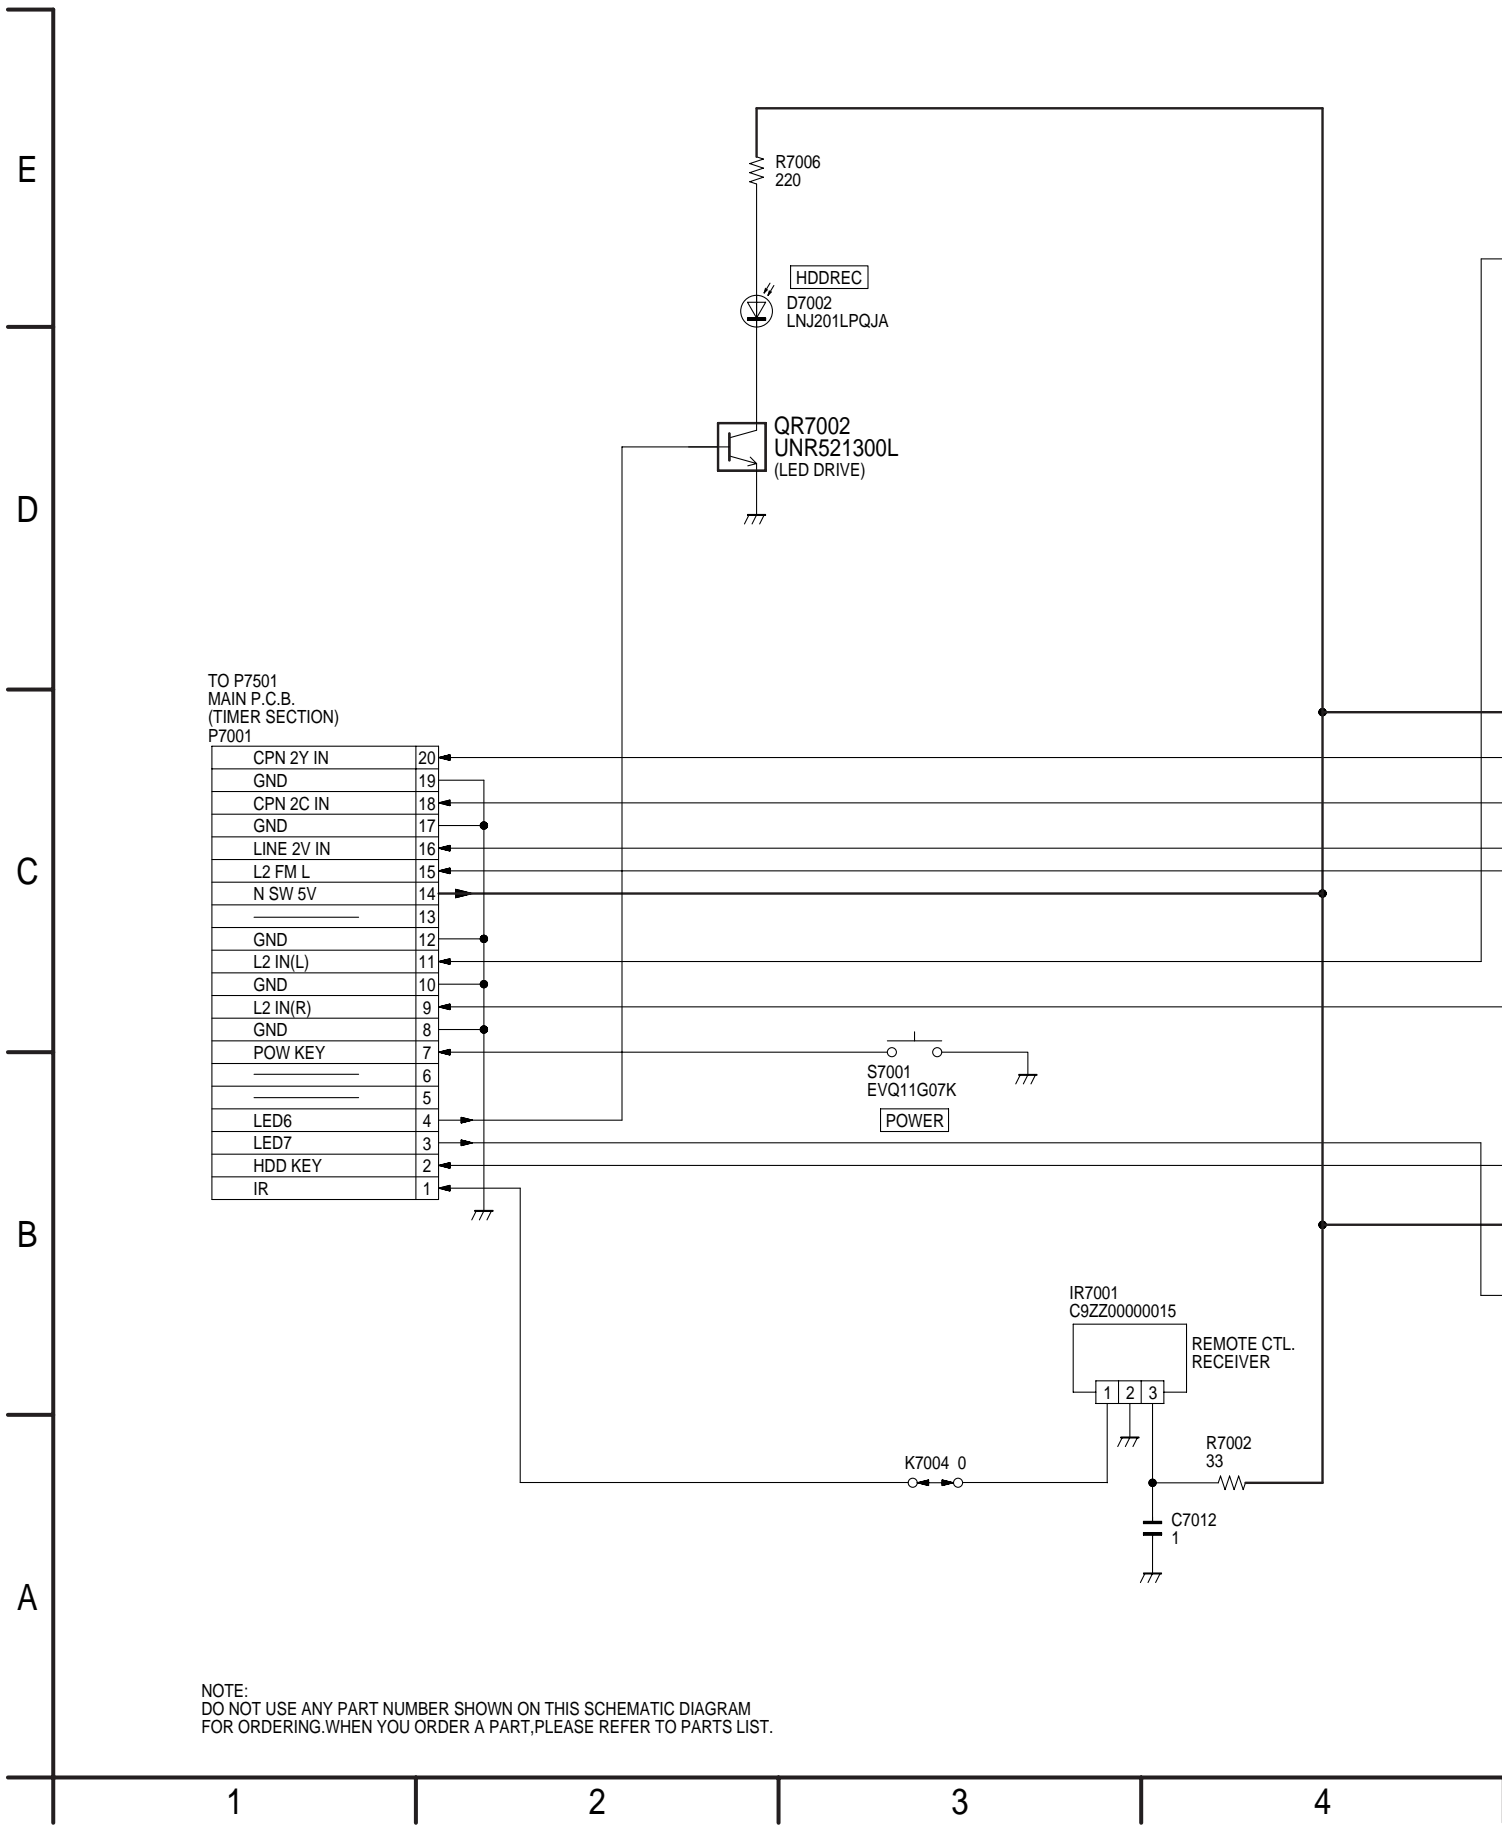 E
R7006
220
HDDREC
D7002
LNJ201LPQJA
QR7002
UNR521300L
(LED DRIVE)
D
TO P7501
MAIN P.C.B.
(TIMER SECTION)
P7001
CPN 2Y IN 20
GND 19
CPN 2C IN 18
GND 17
LINE 2V IN 16
L2 FM L 15
N SW 5V 14
13
GND 12
L2 IN(L) 11
GND 10
L2 IN(R) 9
GND 8
POW KEY 7
6
5
LED6 4
LED7 3
HDD KEY 2
IR 1
C
S7001
EVQ11G07K
POWER
B
IR7001
C9ZZ00000015
REMOTE CTL.
RECEIVER
1 2 3
K7004 0
R7002
33
C7012
1
A
NOTE:
DO NOT USE ANY PART NUMBER SHOWN ON THIS SCHEMATIC DIAGRAM
FOR ORDERING.WHEN YOU ORDER A PART,PLEASE REFER TO PARTS LIST.
1 2 3 4